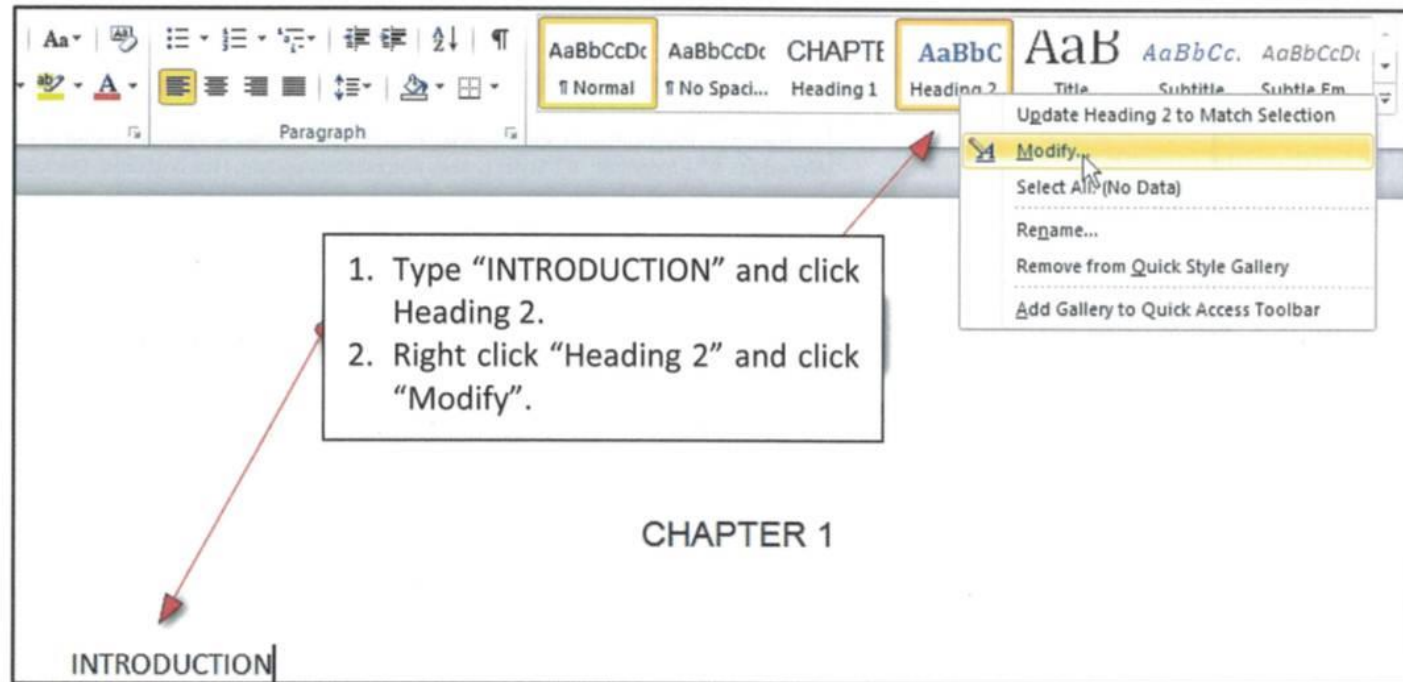 Aa
AaBbCcDc AaBbCcDc CHAPTE AaBbC AaB AaBbCc. AaBbCcDc
¶ Normal ¶ No Spaci... Heading 1 Heading 2 Title Subtitle Subtle Em
Paragraph
Update Heading 2 to Match Selection
Modify...
Select All: (No Data)
Rename...
Remove from Quick Style Gallery
Add Gallery to Quick Access Toolbar
1. Type “INTRODUCTION” and click
Heading 2.
2. Right click “Heading 2” and click
“Modify”.
CHAPTER 1
INTRODUCTION